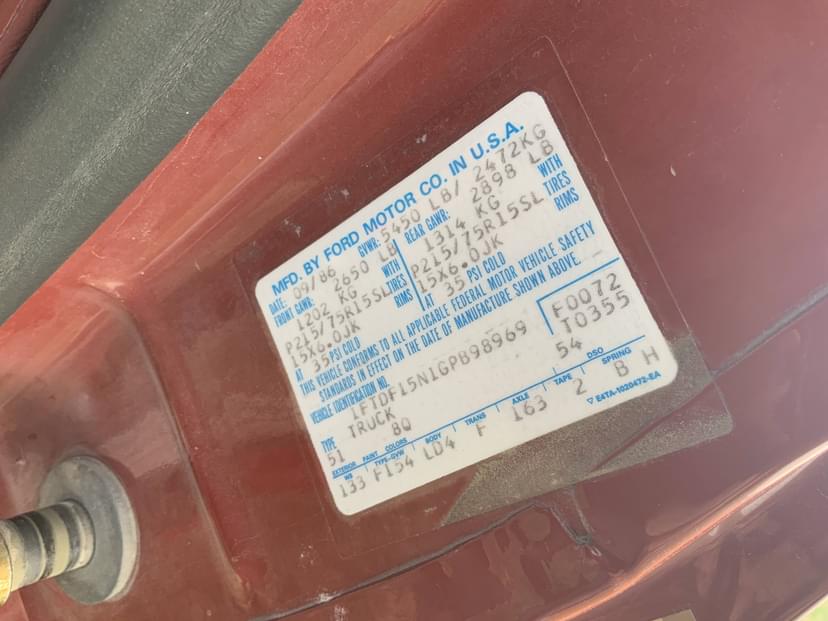 MFD. BY FORD MOTOR CO. IN U.S.A.
DATE: 09/86 GVWR: 5450 LB/ 2472KG
FRONT GAWR: 2650 LB REAR GAWR: 2898 LB
1202 KG WITH 1314 KG WITH
P215/75R15SL TIRES P215/75R15SL TIRES
15X6.0JK RIMS 15X6.0JK RIMS
AT 35 PSI COLD AT 35 PSI COLD
THIS VEHICLE CONFORMS TO ALL APPLICABLE FEDERAL MOTOR VEHICLE SAFETY
STANDARDS IN EFFECT ON THE DATE OF MANUFACTURE SHOWN ABOVE.
VEHICLE IDENTIFICATION NO.
1FTDF15N1GPB98969 F0072
TYPE TRUCK T0355
51 8Q 54
EXTERIOR PAINT COLORS DSO
WB TYPE-GVW BODY TRANS AXLE TAPE SPRING
133 F154 LD4 F 163 2 B H
▽ E6TA-1020472-EA